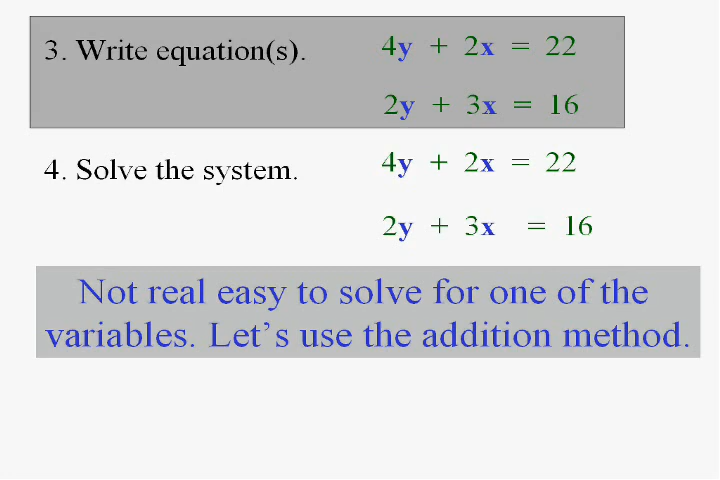 3. Write equation(s). 4y + 2x = 22
2y + 3x = 16
4. Solve the system. 4y + 2x = 22
2y + 3x = 16
Not real easy to solve for one of the
variables. Let's use the addition method.